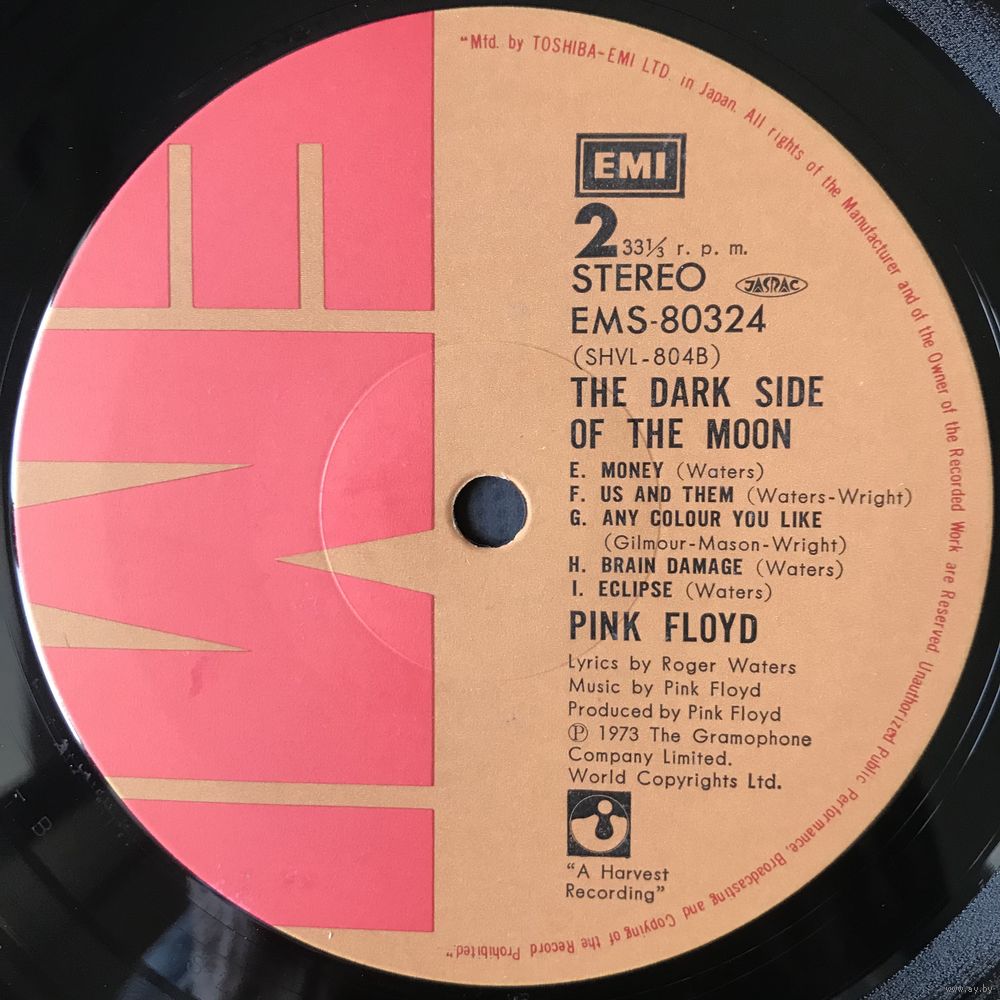 "Mfd. by TOSHIBA-EMI LTD. in Japan. All rights of the Manufacturer and of the Owner of the Recorded Work are Reserved. Unauthorized Public Performance, Broadcasting and Copying of the Record Prohibited."
EMI
EMI
2 33⅓ r. p. m.
STEREO JASRAC
EMS-80324
(SHVL-804B)
THE DARK SIDE
OF THE MOON
E. MONEY (Waters)
F. US AND THEM (Waters-Wright)
G. ANY COLOUR YOU LIKE
(Gilmour-Mason-Wright)
H. BRAIN DAMAGE (Waters)
I. ECLIPSE (Waters)
PINK FLOYD
Lyrics by Roger Waters
Music by Pink Floyd
Produced by Pink Floyd
℗ 1973 The Gramophone
Company Limited.
World Copyrights Ltd.
"A Harvest
Recording"
B
www.ay.by